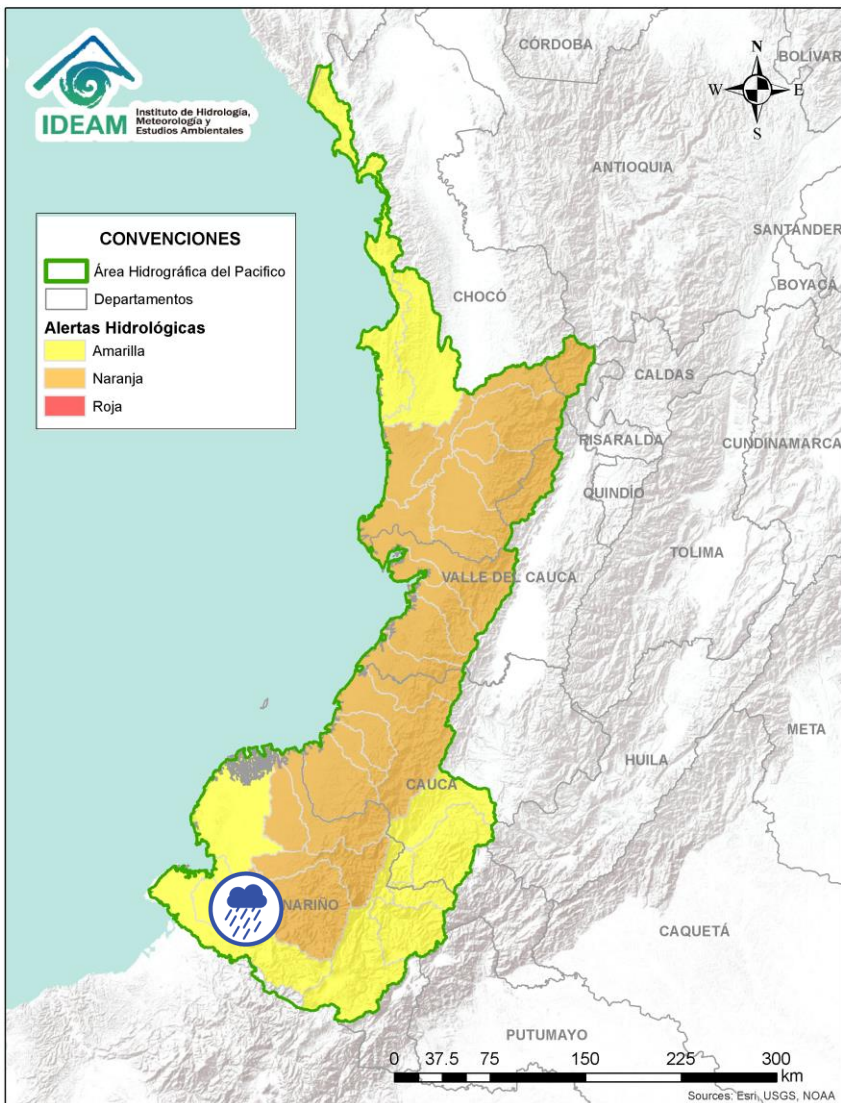 IDEAM
Instituto de Hidrología,
Meteorología y
Estudios Ambientales
N
W
E
S
CÓRDOBA
BOLÍVAR
ANTIOQUIA
SANTANDER
BOYACÁ
CONVENCIONES
Área Hidrográfica del Pacifico
Departamentos
Alertas Hidrológicas
Amarilla
Naranja
Roja
CHOCÓ
CALDAS
RISARALDA
CUNDINAMARCA
QUINDÍO
TOLIMA
VALLE DEL CAUCA
META
HUILA
CAUCA
NARIÑO
CAQUETÁ
PUTUMAYO
0 37.5 75 150 225 300
km
Sources: Esri, USGS, NOAA